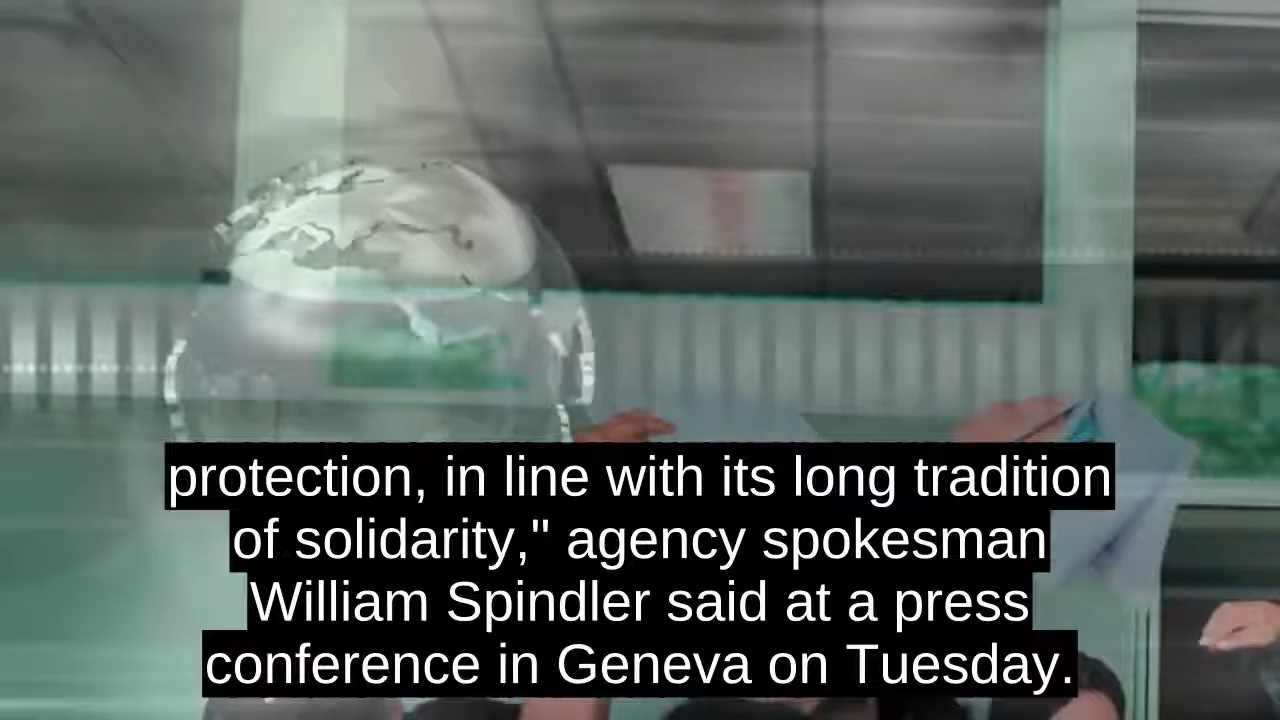 protection, in line with its long tradition
of solidarity," agency spokesman
William Spindler said at a press
conference in Geneva on Tuesday.